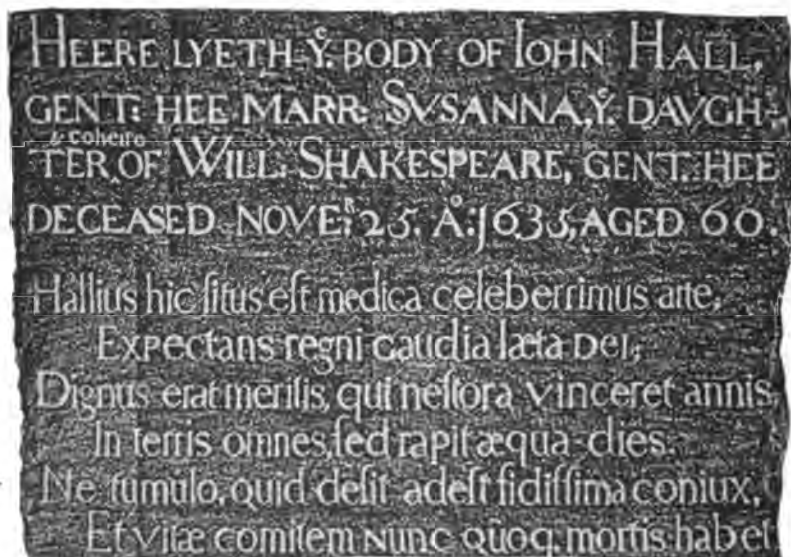 HEERE LYETH Yᵉ. BODY OF IOHN HALL,
GENT: HEE MARR: SVSANNA, Yᵉ. DAVGH-
& coheire
TER, OF WILL: SHAKESPEARE, GENT: HEE
DECEASED NOVEᴿ. 25. Aº: 1635, AGED 60.
Hallius hic ſitus eſt medica celeberrimus arte,
Expectans regni gaudia læta Dei,
Dignus erat meritis, qui neſtora vinceret annis,
In terris omnes, ſed rapit æqua dies.
Ne tumulo, quid deſit adeſt fidiſſima coniux,
Et vitæ comitem nunc quoq mortis habet